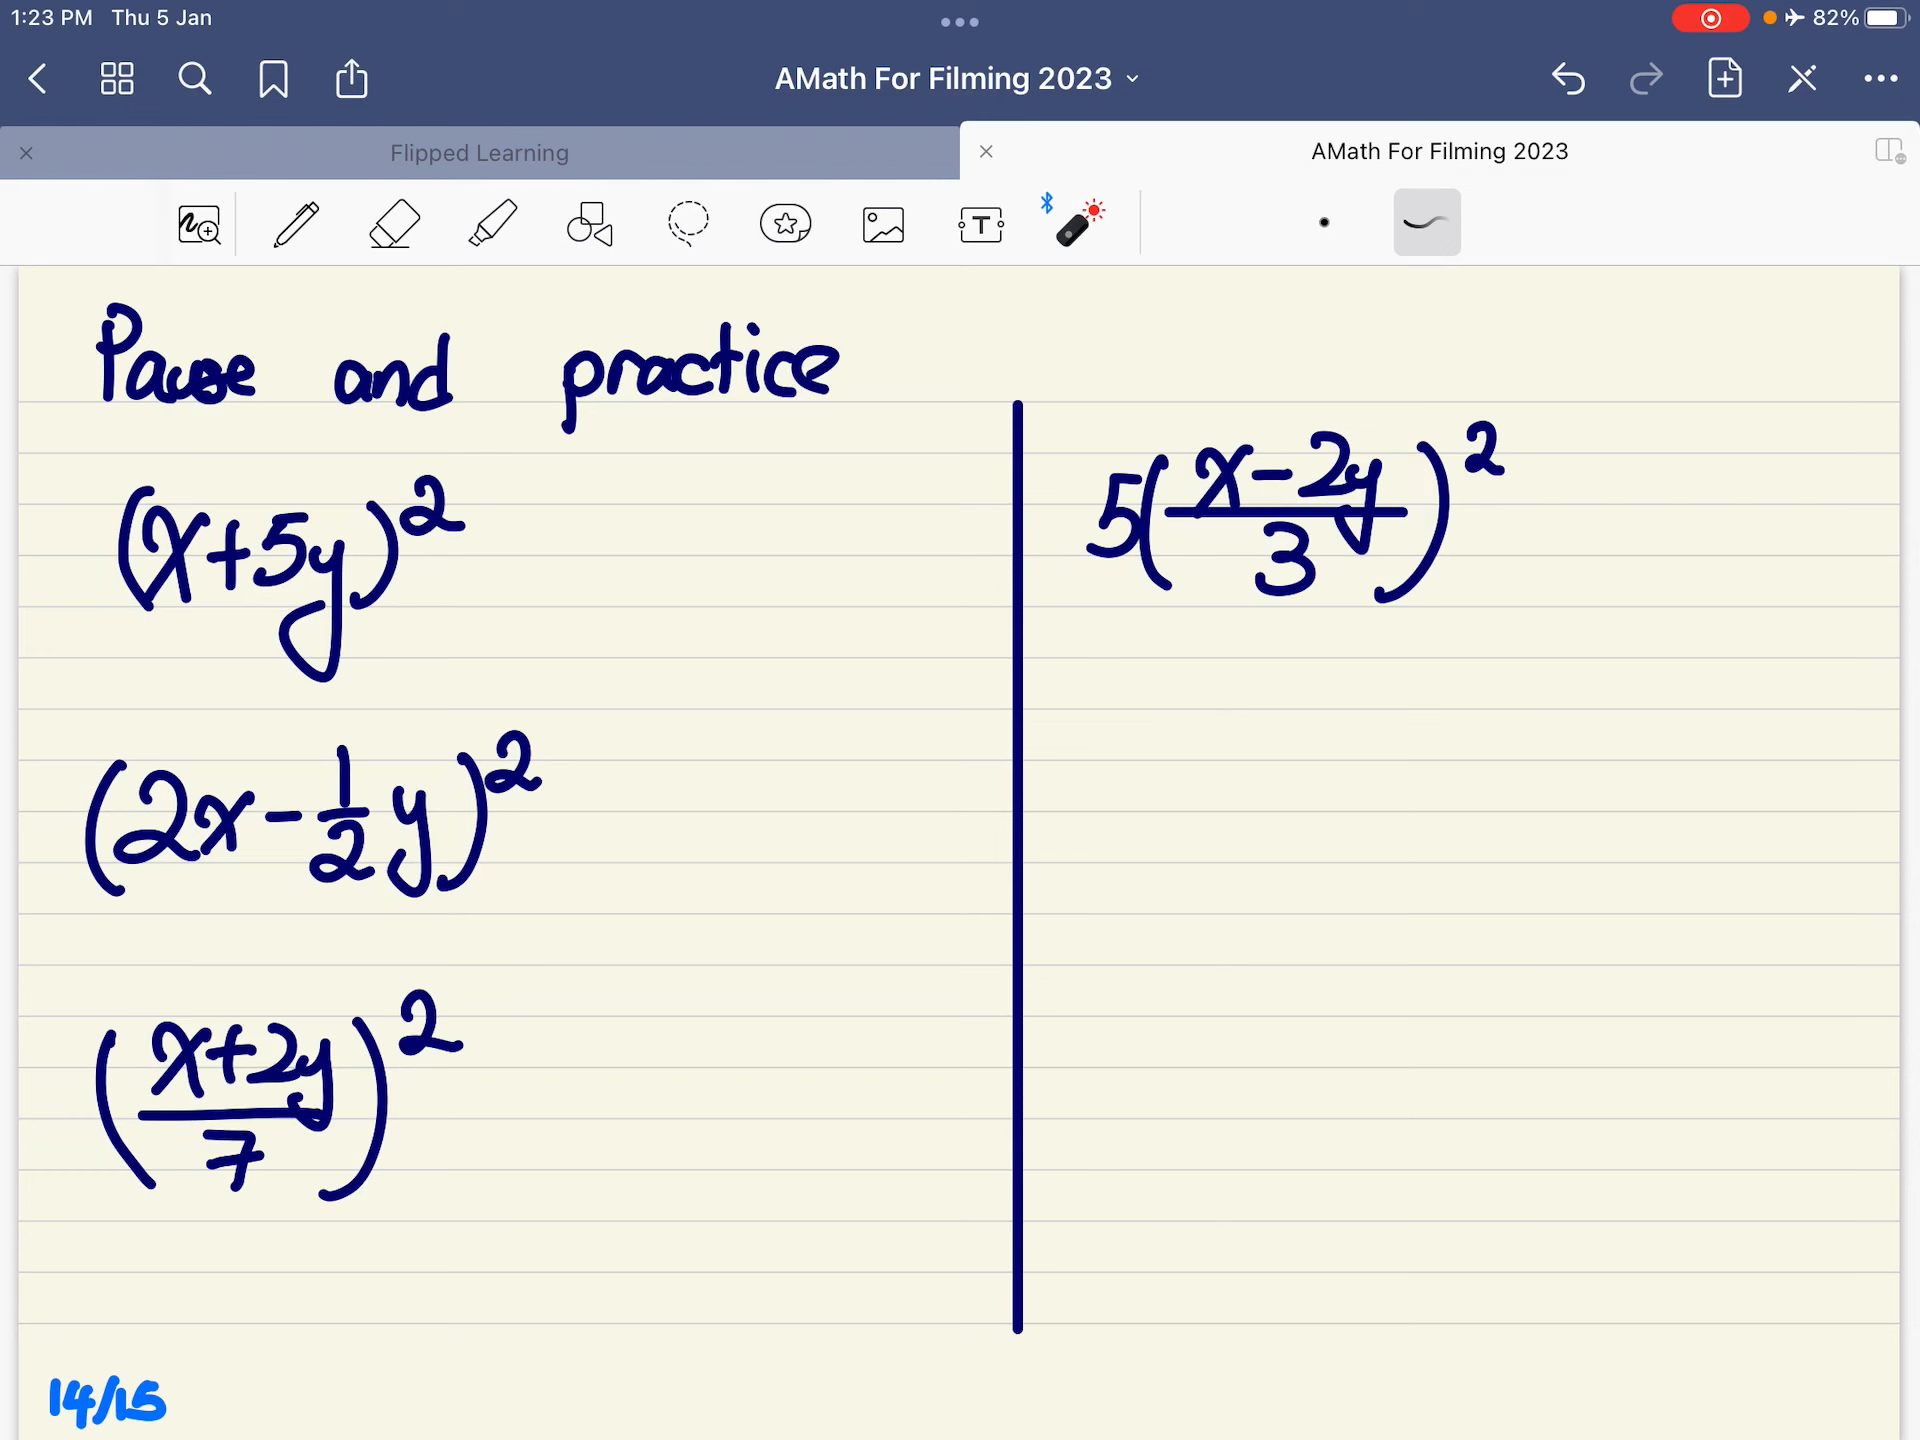 1:23 PM Thu 5 Jan
82%
AMath For Filming 2023
Flipped Learning
AMath For Filming 2023
T
Pause and practice
(x+5y)²
(2x-½y)²
((x+2y)/7)²
5((x-2y)/3)²
14/15